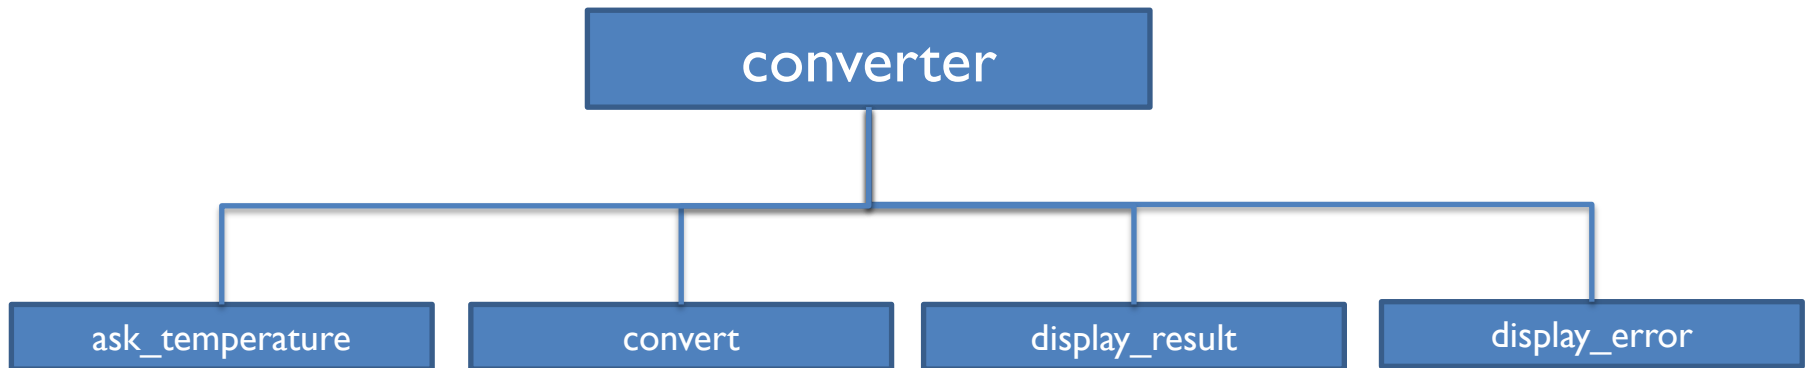 converter
ask_temperature
convert
display_result
display_error